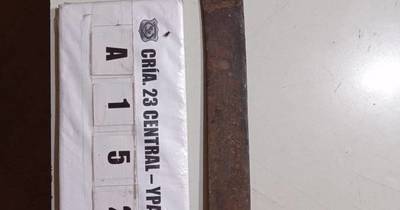 CRÍA. 23 CENTRAL – YPA
A 1 5